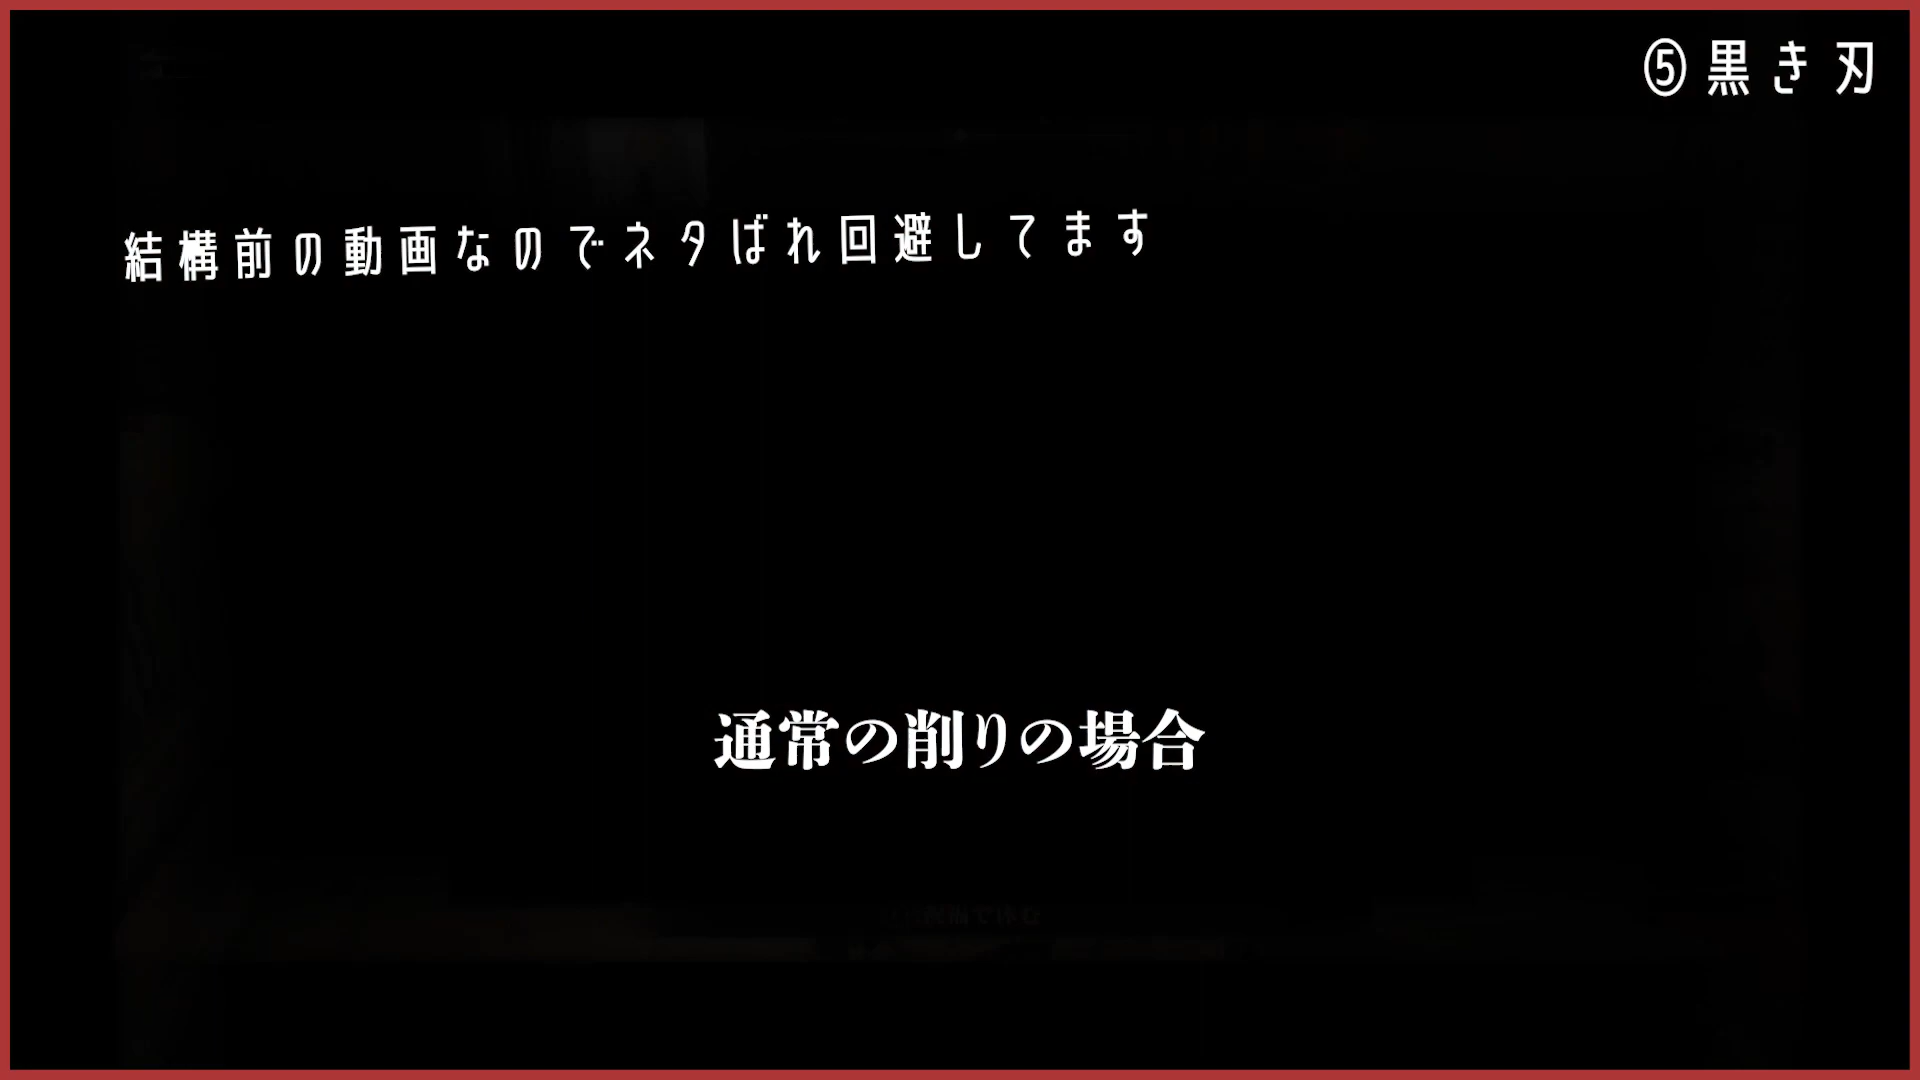 ⑤黒き刃
結構前の動画なのでネタばれ回避してます
通常の削りの場合